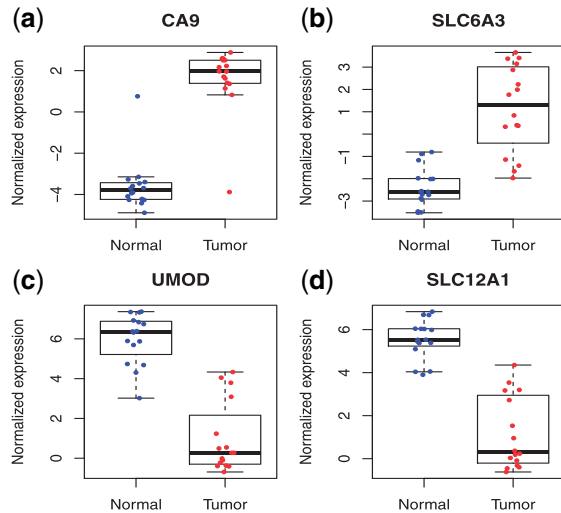 (a)
CA9
Normalized expression
2
0
−2
−4
Normal Tumor
(b)
SLC6A3
Normalized expression
3
1
−1
−3
Normal Tumor
(c)
UMOD
Normalized expression
6
4
2
0
Normal Tumor
(d)
SLC12A1
Normalized expression
6
4
2
0
Normal Tumor